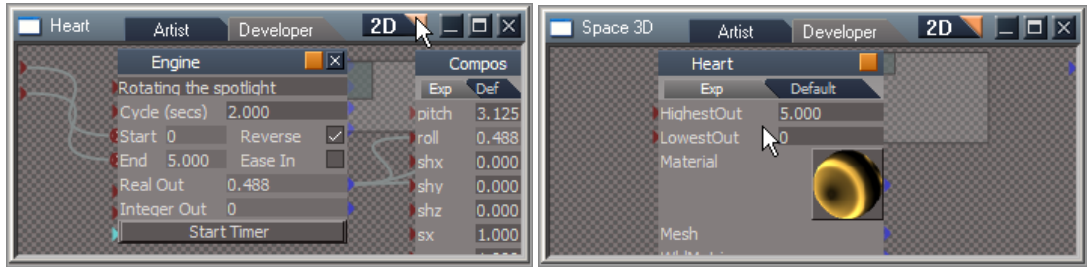 Heart Artist Developer 2D
Engine
Rotating the spotlight
Cycle (secs) 2.000
Start 0 Reverse
End 5.000 Ease In
Real Out 0.488
Integer Out 0
Start Timer
Compos
Exp Def
pitch 3.125
roll 0.488
shx 0.000
shy 0.000
shz 0.000
sx 1.000
Space 3D Artist Developer 2D
Heart
Exp Default
HighestOut 5.000
LowestOut 0
Material
Mesh